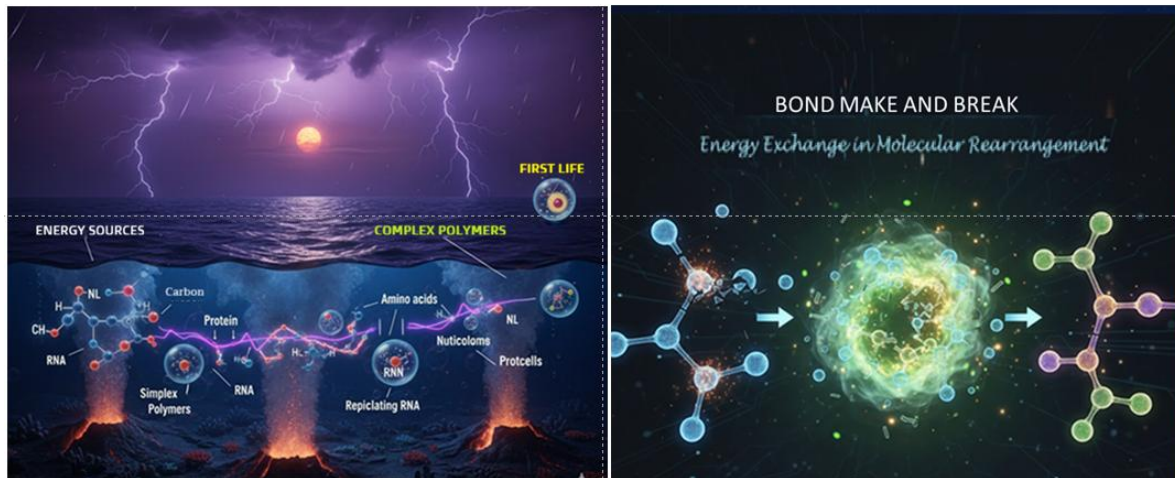 FIRST LIFE
ENERGY SOURCES
COMPLEX POLYMERS
NL
H
Carbon
CH
RNA
Protein
Simplex
Polymers
RNA
HL
H
Amino acids
RNN
Repiclating RNA
H
NL
Nuticoloms
Protcells
BOND MAKE AND BREAK
Energy Exchange in Molecular Rearrangement